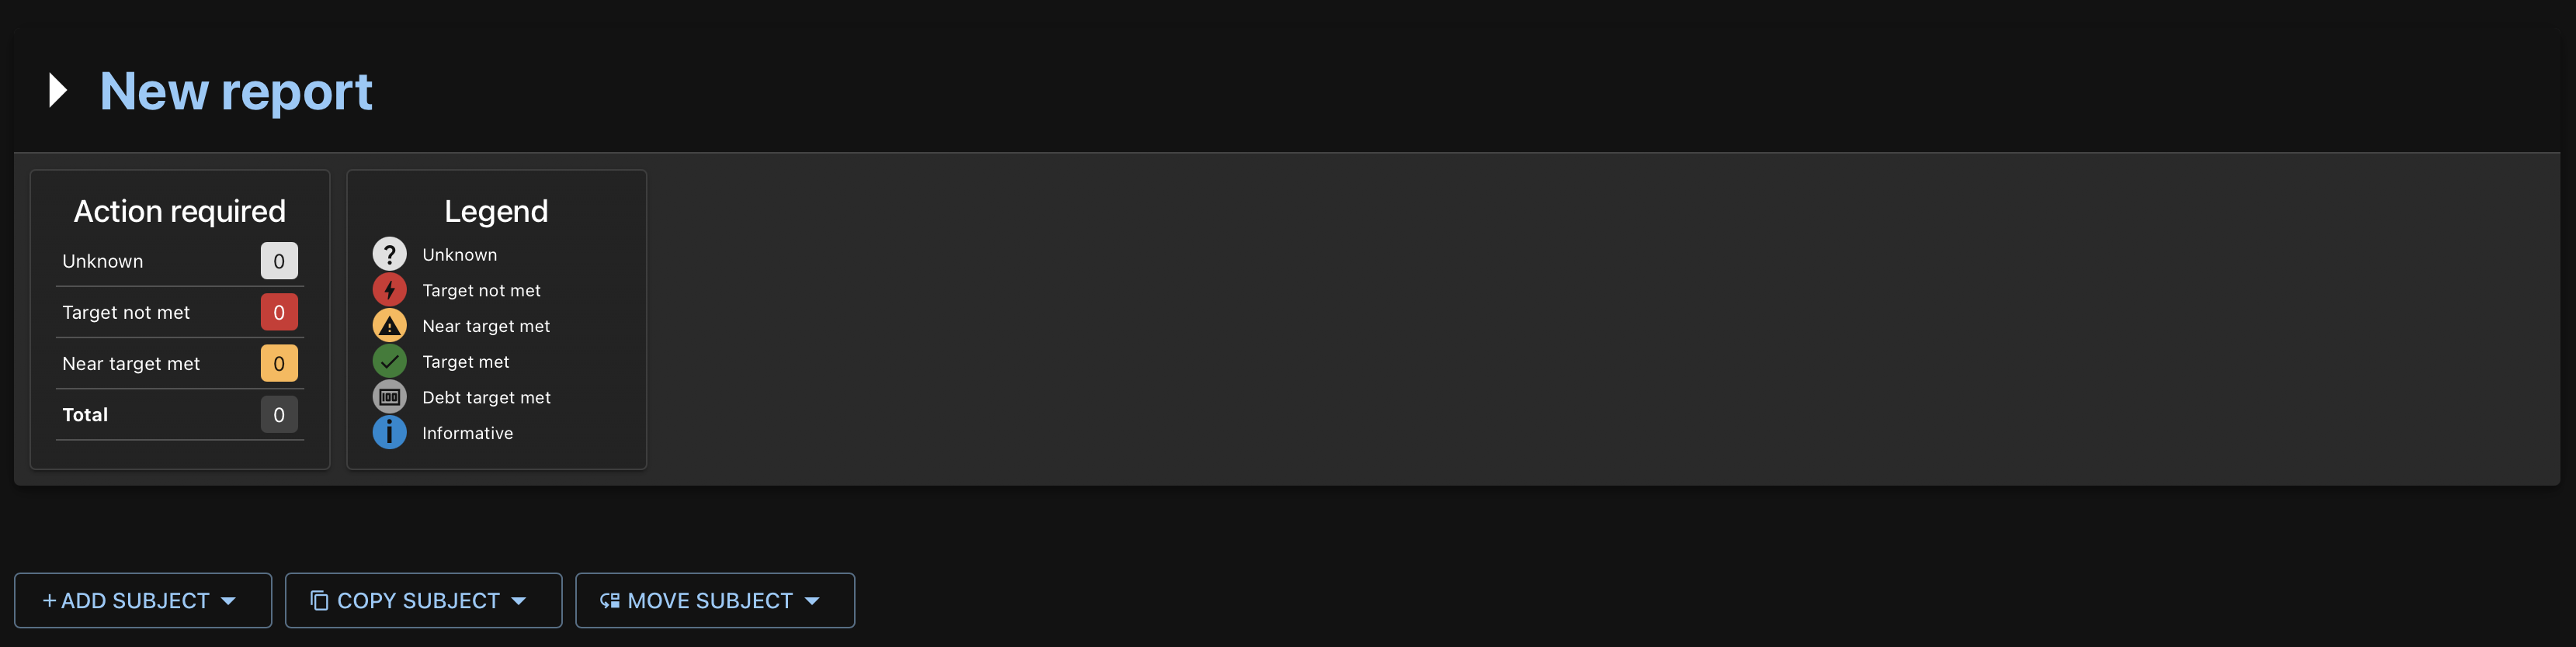 New report
Action required
Unknown 0
Target not met 0
Near target met 0
Total 0
Legend
? Unknown
Target not met
Near target met
Target met
100 Debt target met
i Informative
+ ADD SUBJECT
COPY SUBJECT
MOVE SUBJECT